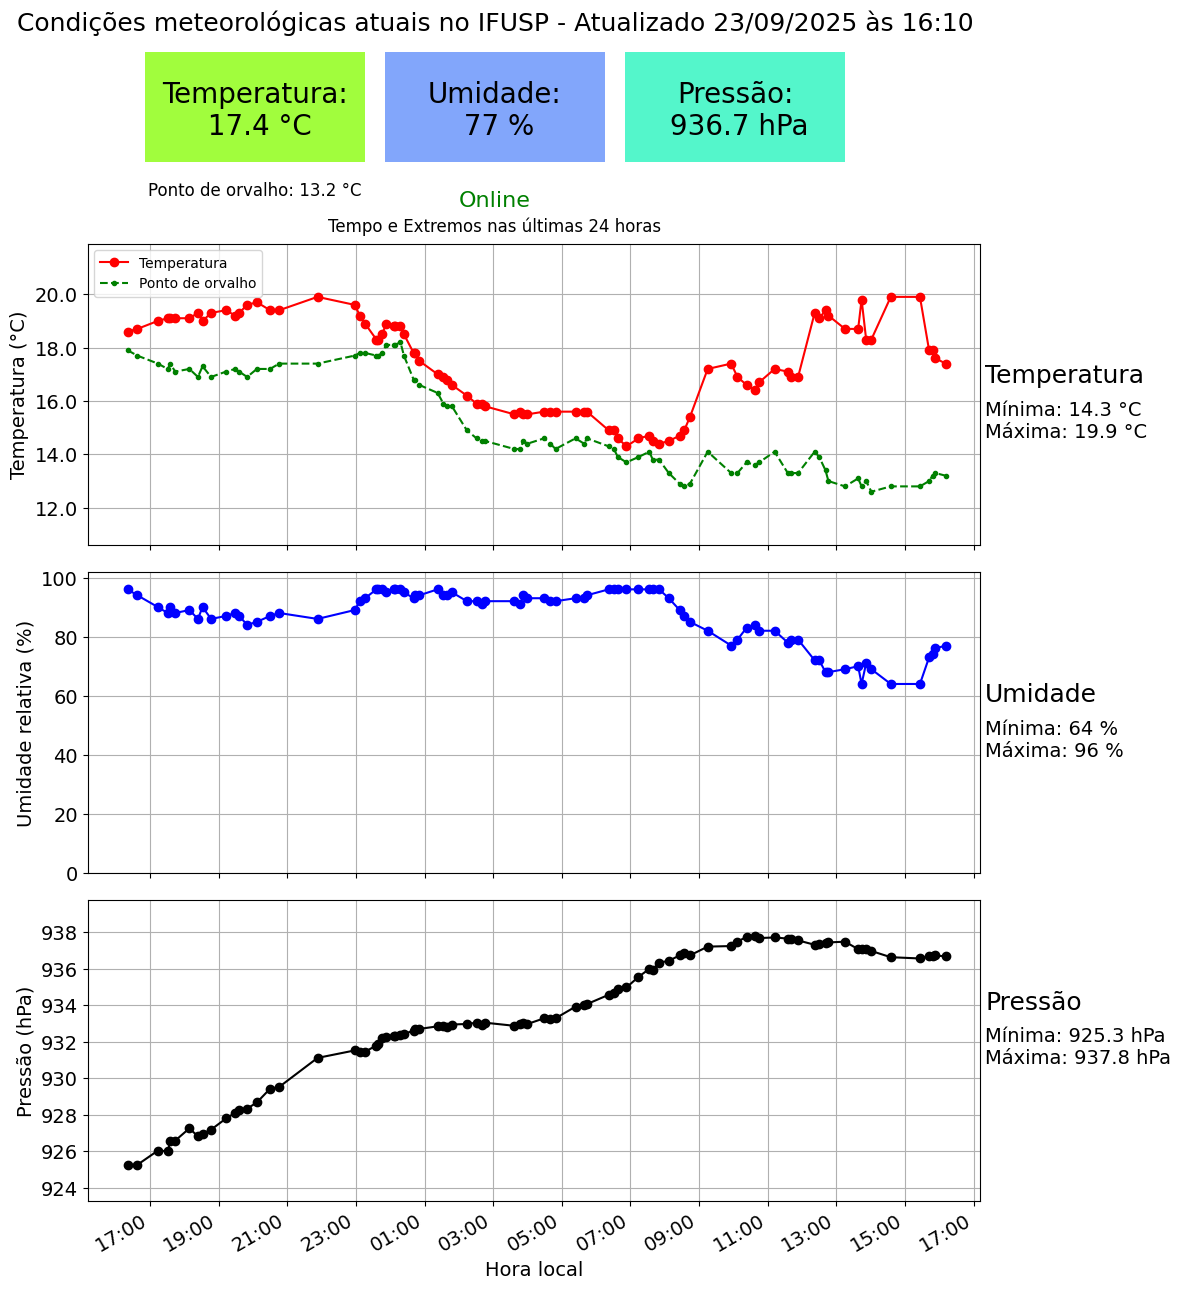 Condições meteorológicas atuais no IFUSP - Atualizado 23/09/2025 às 16:10
Temperatura:
17.4 °C
Umidade:
77 %
Pressão:
936.7 hPa
Ponto de orvalho: 13.2 °C
Online
Tempo e Extremos nas últimas 24 horas
Temperatura
Ponto de orvalho
Temperatura (°C)
20.0
18.0
16.0
14.0
12.0
Temperatura
Mínima: 14.3 °C
Máxima: 19.9 °C
Umidade relativa (%)
100
80
60
40
20
0
Umidade
Mínima: 64 %
Máxima: 96 %
Pressão (hPa)
938
936
934
932
930
928
926
924
Pressão
Mínima: 925.3 hPa
Máxima: 937.8 hPa
17:00 19:00 21:00 23:00 01:00 03:00 05:00 07:00 09:00 11:00 13:00 15:00 17:00
Hora local